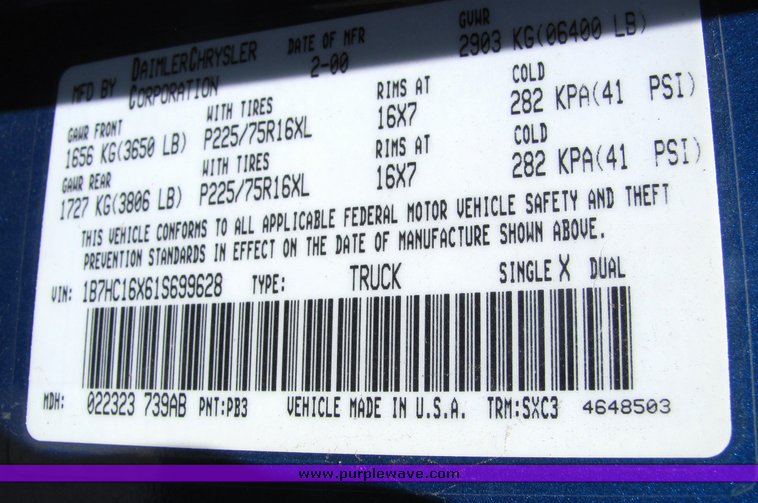 MFD BY DAIMLERCHRYSLER CORPORATION DATE OF MFR 2-00 GVWR 2903 KG(06400 LB)
GAWR FRONT WITH TIRES RIMS AT COLD
1656 KG(3650 LB) P225/75R16XL 16X7 282 KPA(41 PSI)
GAWR REAR WITH TIRES RIMS AT COLD
1727 KG(3806 LB) P225/75R16XL 16X7 282 KPA(41 PSI)
THIS VEHICLE CONFORMS TO ALL APPLICABLE FEDERAL MOTOR VEHICLE SAFETY AND THEFT
PREVENTION STANDARDS IN EFFECT ON THE DATE OF MANUFACTURE SHOWN ABOVE.
VIN: 1B7HC16X61S699628 TYPE: TRUCK SINGLE X DUAL
MDH: 022323 739AB PNT:PB3 VEHICLE MADE IN U.S.A. TRM:SXC3 4648503
www.purplewave.com